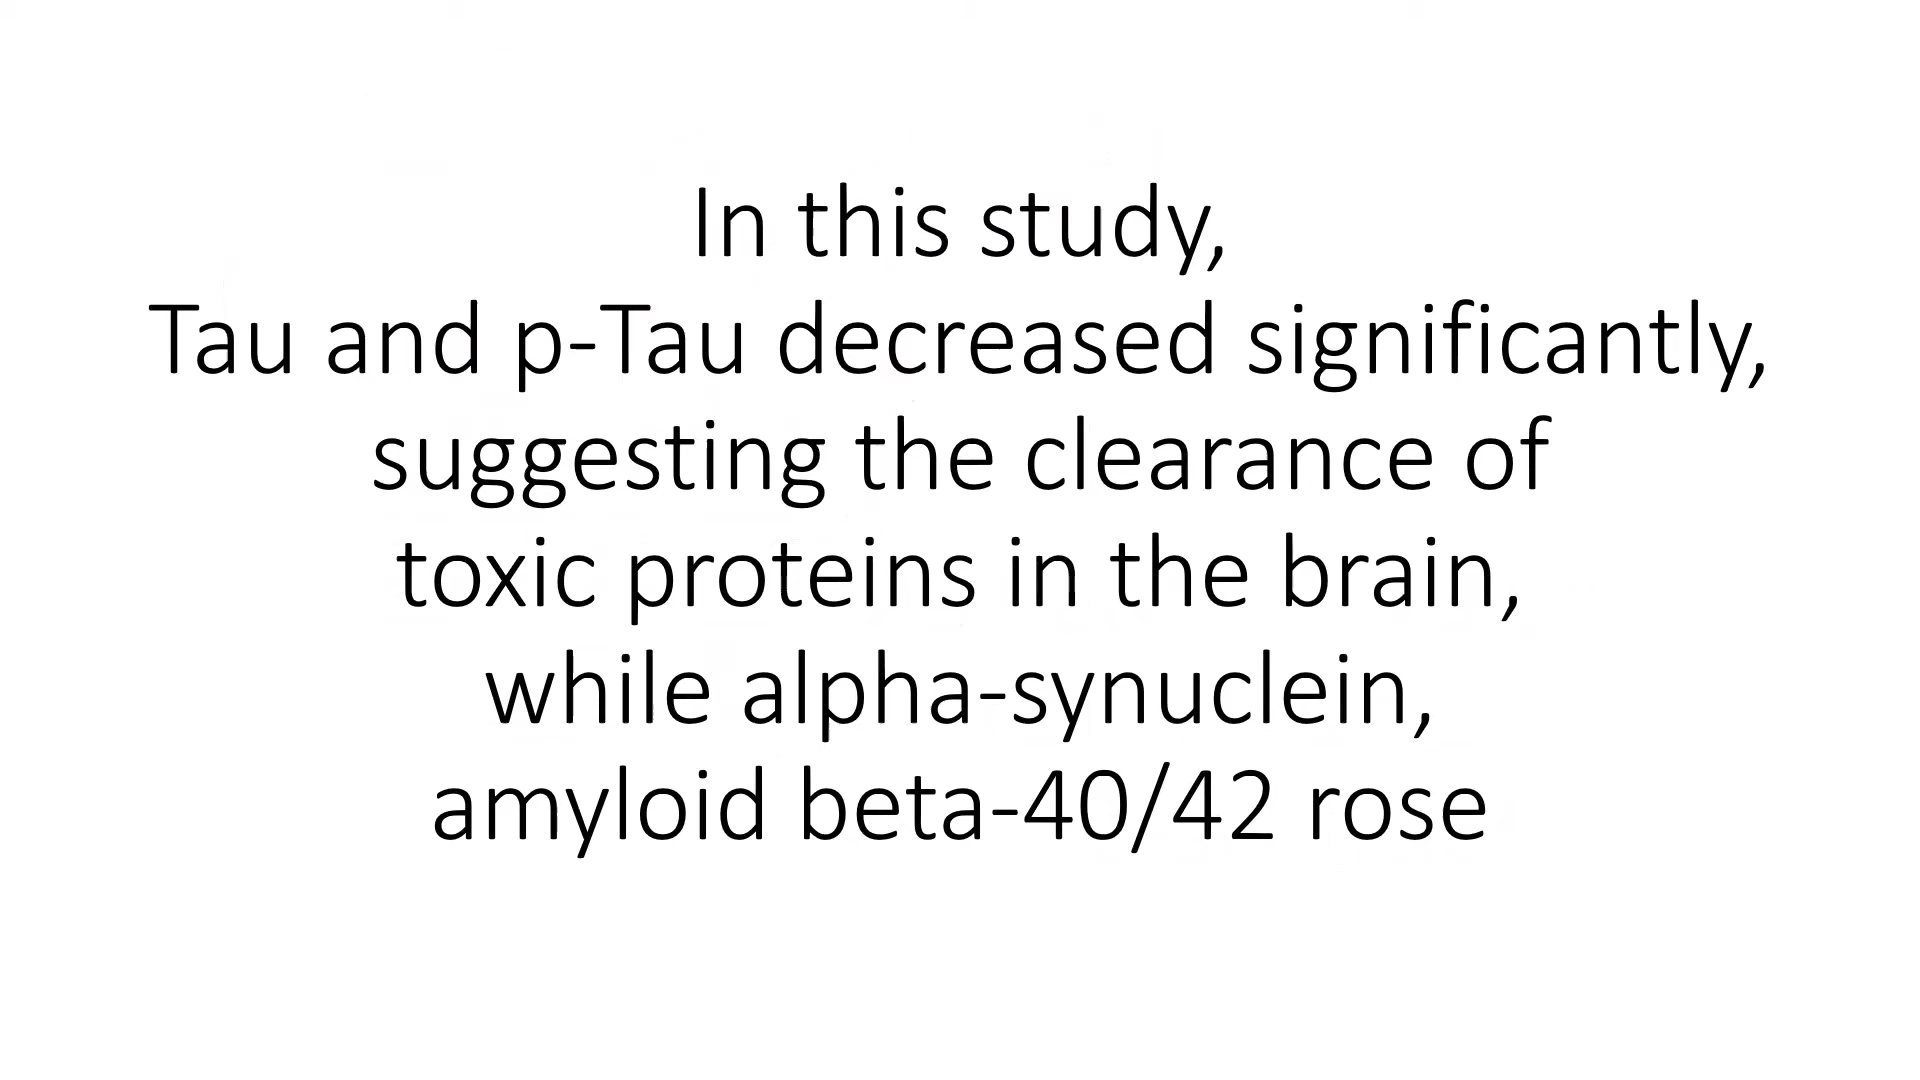 In this study,
Tau and p-Tau decreased significantly,
suggesting the clearance of
toxic proteins in the brain,
while alpha-synuclein,
amyloid beta-40/42 rose